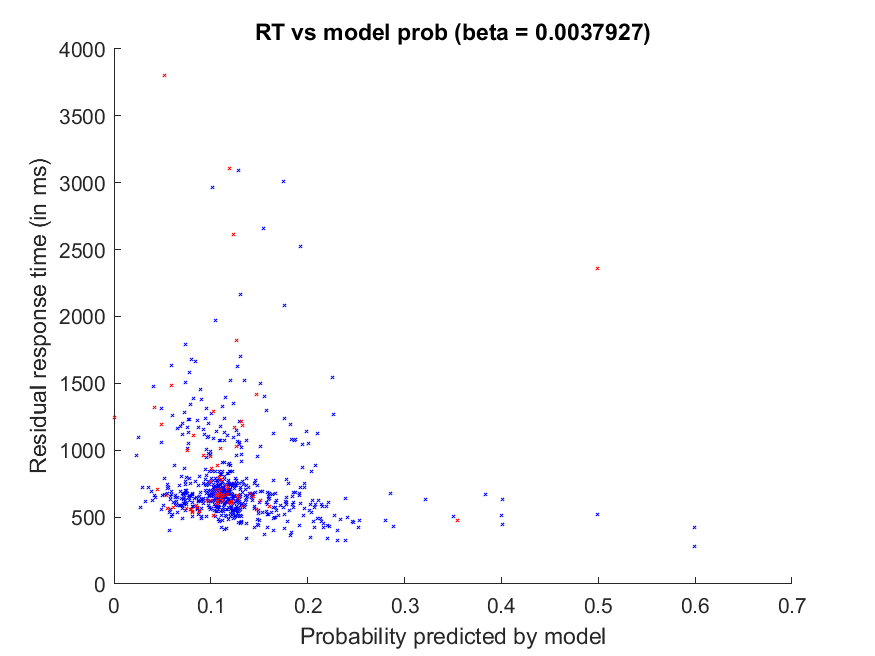 RT vs model prob (beta = 0.0037927)
4000
3500
3000
2500
2000
1500
1000
500
0
Residual response time (in ms)
0 0.1 0.2 0.3 0.4 0.5 0.6 0.7
Probability predicted by model